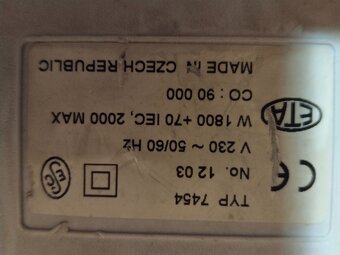 TYP 7454
No. 12 03
V 230 ~ 50/60 Hz
W 1800 +70 IEC, 2000 MAX
CO : 90 000
MADE IN CZECH REPUBLIC
CE
ETA